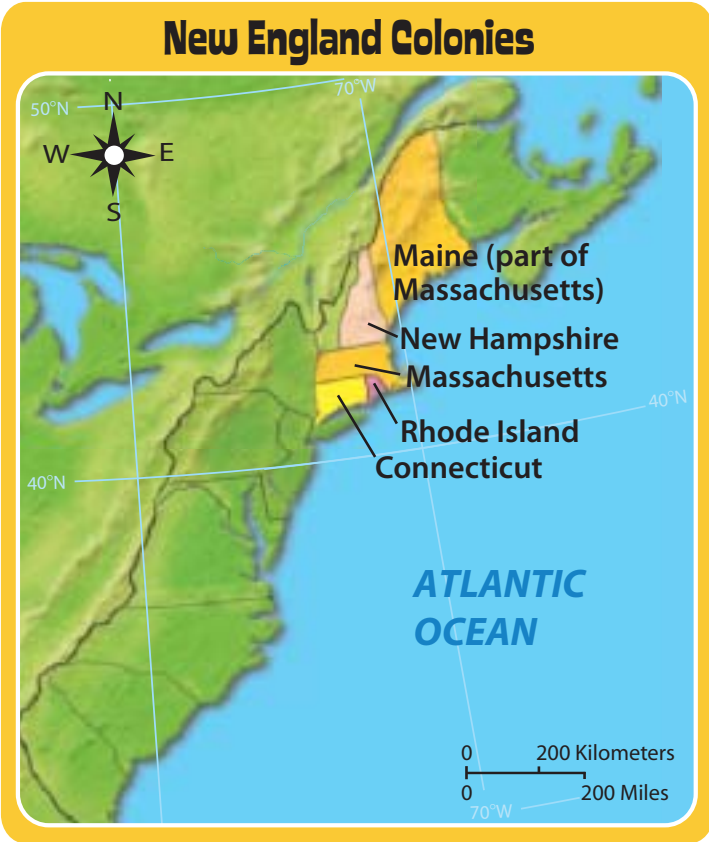 New England Colonies
50°N
70°W
N
W
E
S
Maine (part of
Massachusetts)
New Hampshire
Massachusetts
40°N
Rhode Island
Connecticut
40°N
ATLANTIC
OCEAN
0
200 Kilometers
0
200 Miles
70°W